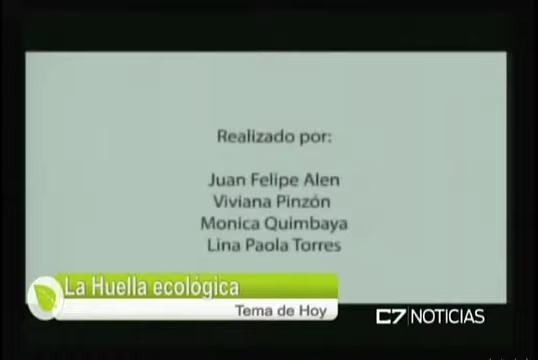 Realizado por:
Juan Felipe Alen
Viviana Pinzón
Monica Quimbaya
Lina Paola Torres
La Huella ecológica
Tema de Hoy
C7 NOTICIAS